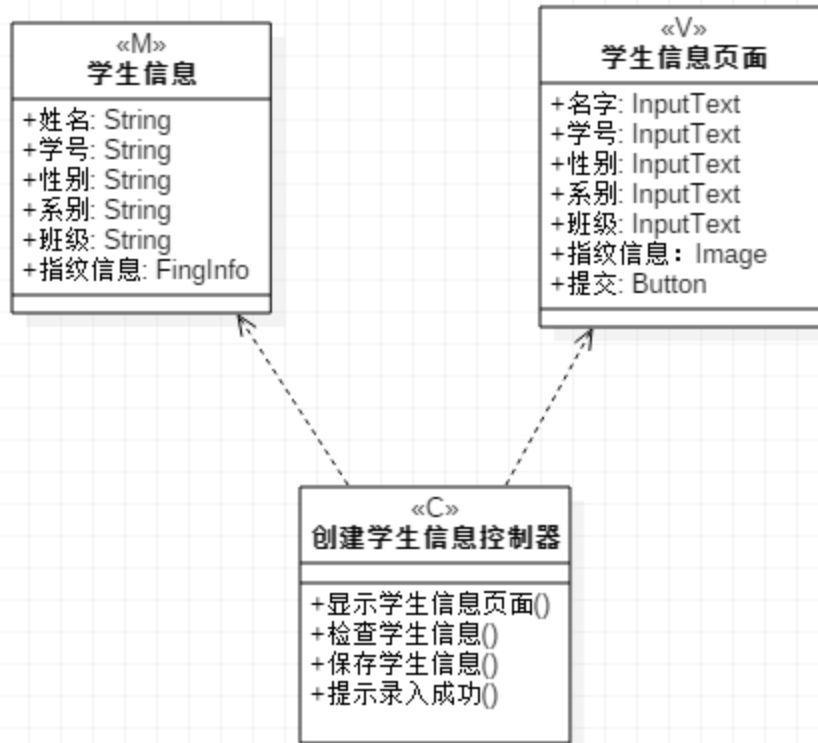 «M»
学生信息
+姓名: String
+学号: String
+性别: String
+系别: String
+班级: String
+指纹信息: FingInfo
«V»
学生信息页面
+名字: InputText
+学号: InputText
+性别: InputText
+系别: InputText
+班级: InputText
+指纹信息：Image
+提交: Button
«C»
创建学生信息控制器
+显示学生信息页面()
+检查学生信息()
+保存学生信息()
+提示录入成功()